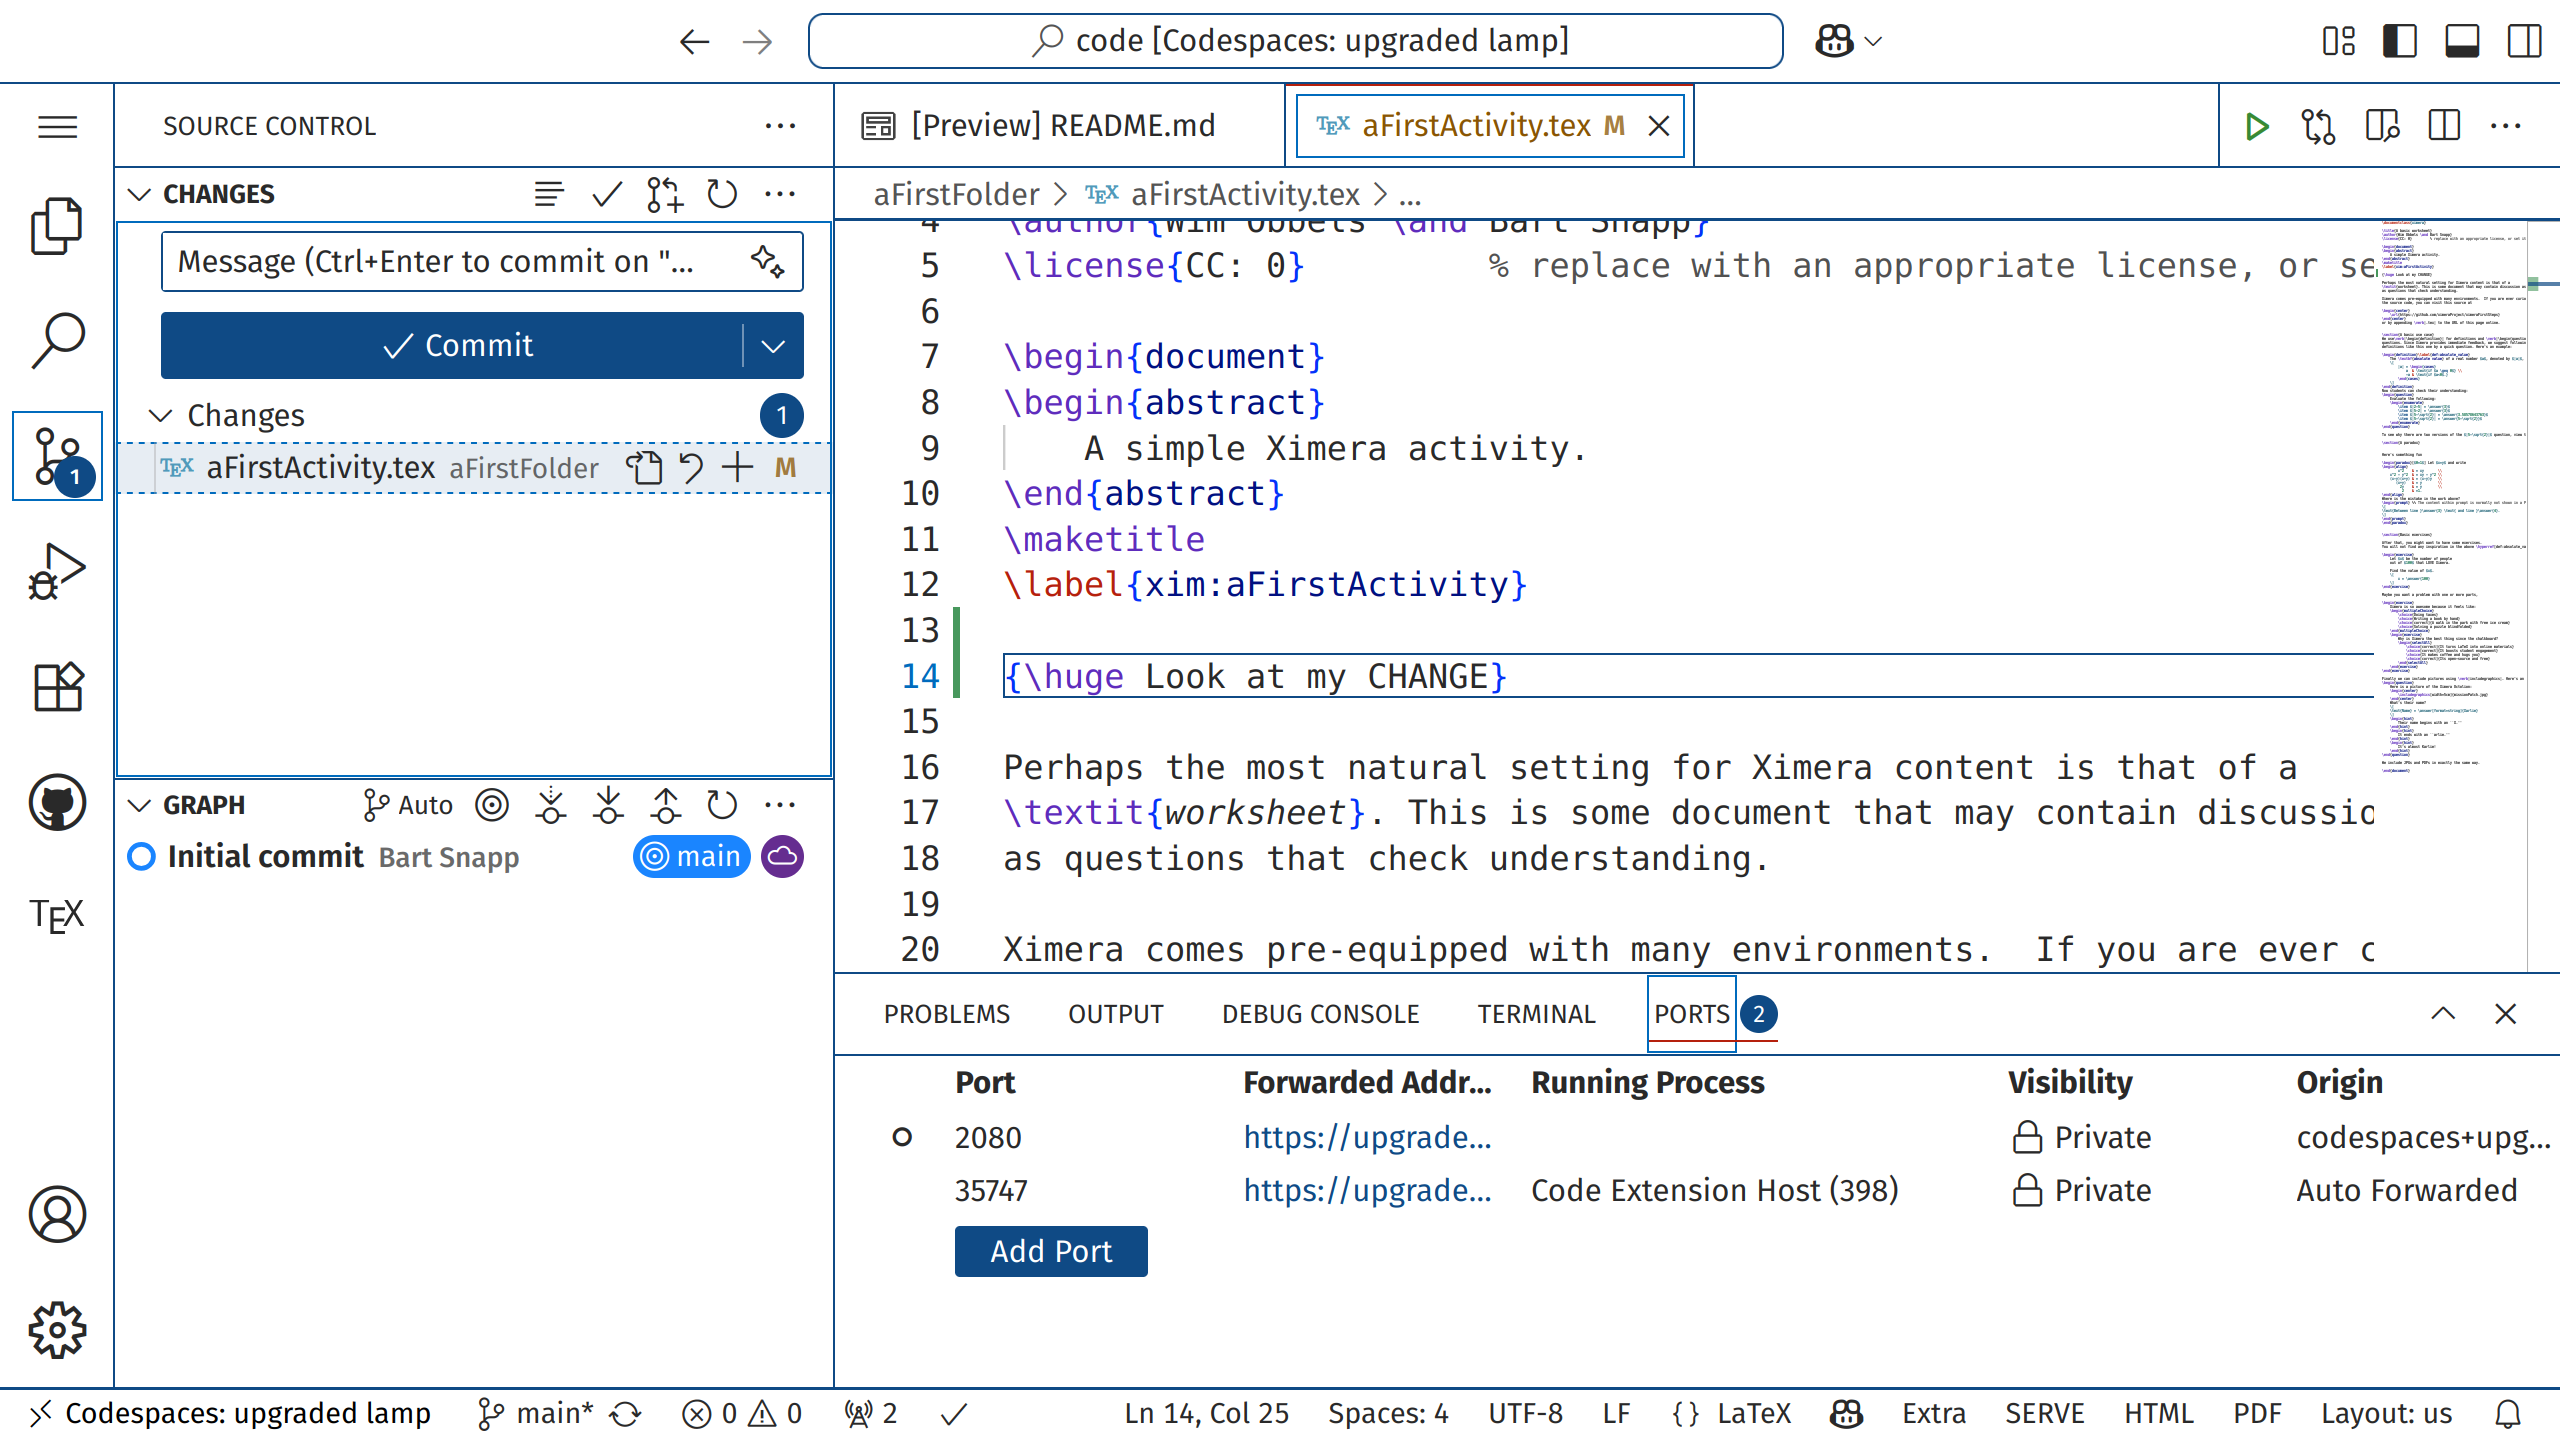 code [Codespaces: upgraded lamp]
SOURCE CONTROL
CHANGES
Message (Ctrl+Enter to commit on "...
Commit
Changes
1
1
TEX aFirstActivity.tex aFirstFolder M
GRAPH
Auto
Initial commit Bart Snapp
main
TEX
[Preview] README.md
TEX aFirstActivity.tex M
aFirstFolder > TEX aFirstActivity.tex > ...
4 \author{Wim Obbels \and Bart Snapp}
5 \license{CC: 0} % replace with an appropriate license, or se
6
7 \begin{document}
8 \begin{abstract}
9 A simple Ximera activity.
10 \end{abstract}
11 \maketitle
12 \label{xim:aFirstActivity}
13
14 {\huge Look at my CHANGE}
15
16 Perhaps the most natural setting for Ximera content is that of a
17 \textit{worksheet}. This is some document that may contain discussio
18 as questions that check understanding.
19
20 Ximera comes pre-equipped with many environments.  If you are ever c
PROBLEMS OUTPUT DEBUG CONSOLE TERMINAL PORTS 2
Port Forwarded Addr... Running Process Visibility Origin
2080 https://upgrade... Private codespaces+upg...
35747 https://upgrade... Code Extension Host (398) Private Auto Forwarded
Add Port
Codespaces: upgraded lamp main* 0 0 2 Ln 14, Col 25 Spaces: 4 UTF-8 LF {} LaTeX Extra SERVE HTML PDF Layout: us